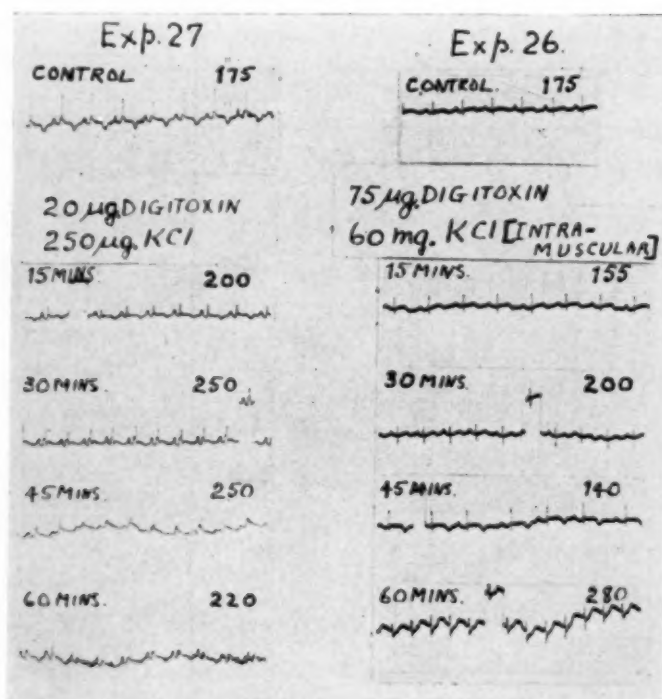 Exp. 27
CONTROL 175
20 µg. DIGITOXIN
250 µg. KCl
15 MINS. 200
30 MINS. 250
45 MINS. 250
60 MINS. 220
Exp. 26.
CONTROL. 175
75 µg. DIGITOXIN
60 mg. KCl [INTRA-
MUSCULAR]
15 MINS. 155
30 MINS. 200
45 MINS. 140
60 MINS. 280